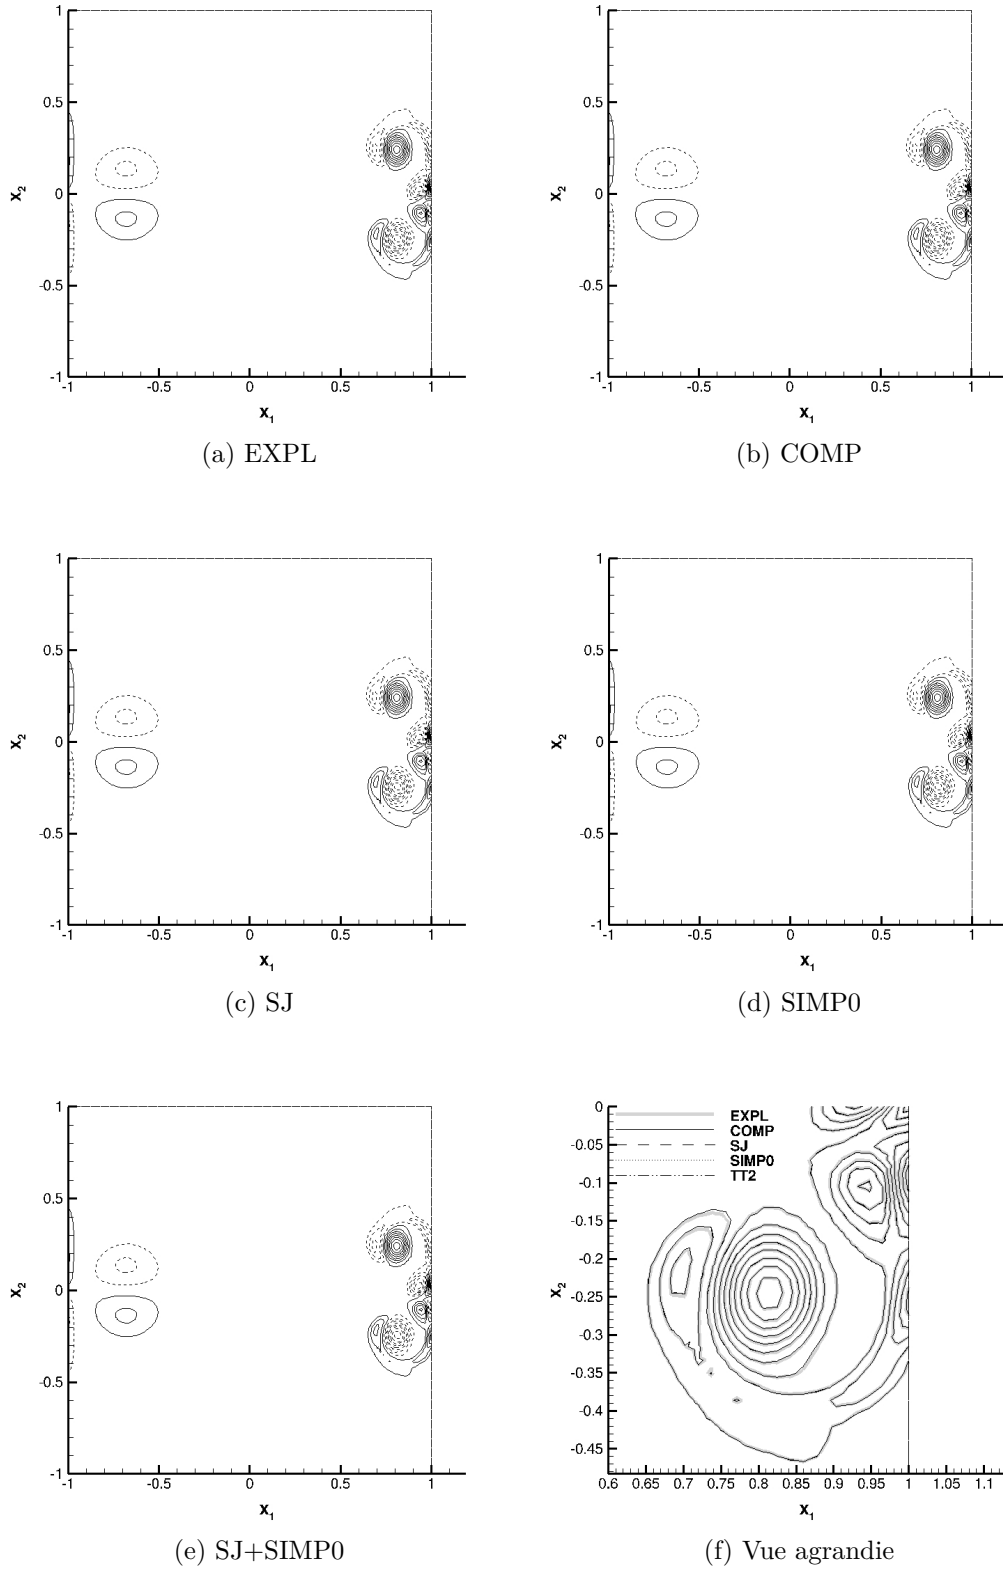 1
0.5
0
-0.5
-1
-1 -0.5 0 0.5 1
X₂
X₁
(a) EXPL
1
0.5
0
-0.5
-1
-1 -0.5 0 0.5 1
X₂
X₁
(b) COMP
1
0.5
0
-0.5
-1
-1 -0.5 0 0.5 1
X₂
X₁
(c) SJ
1
0.5
0
-0.5
-1
-1 -0.5 0 0.5 1
X₂
X₁
(d) SIMP0
1
0.5
0
-0.5
-1
-1 -0.5 0 0.5 1
X₂
X₁
(e) SJ+SIMP0
0
-0.05
-0.1
-0.15
-0.2
-0.25
-0.3
-0.35
-0.4
-0.45
EXPL
COMP
SJ
SIMP0
TT2
0.6 0.65 0.7 0.75 0.8 0.85 0.9 0.95 1 1.05 1.1
X₂
X₁
(f) Vue agrandie